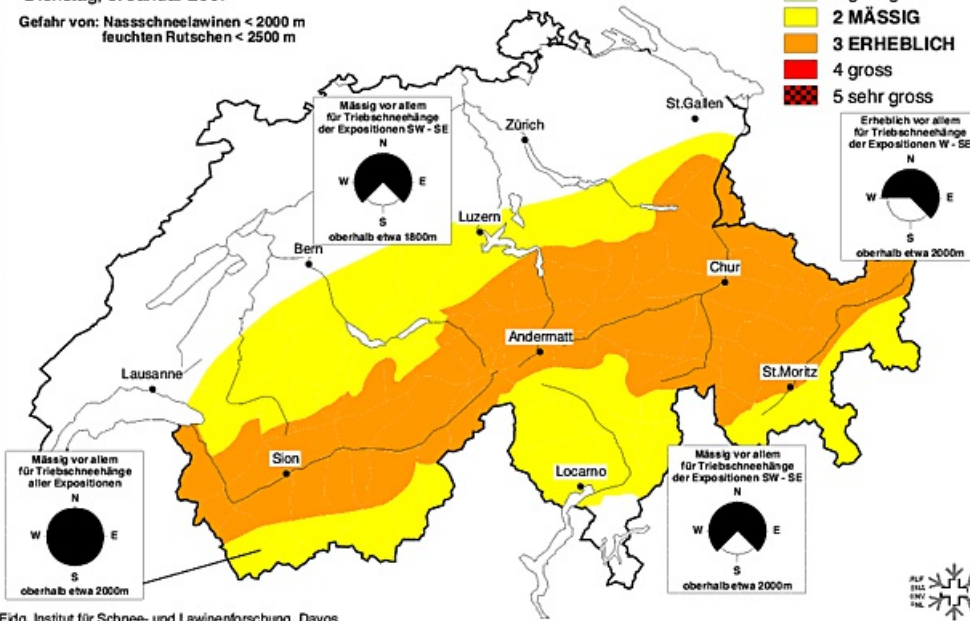 Gefahr von: Nassschneelawinen < 2000 m
feuchten Rutschen < 2500 m
2 MÄSSIG
3 ERHEBLICH
4 gross
5 sehr gross
Mässig vor allem
für Triebschneehänge
der Expositionen SW - SE
N
W E
S
oberhalb etwa 1800m
Erheblich vor allem
für Triebschneehänge
der Expositionen W - SE
N
W E
S
oberhalb etwa 2000m
St.Gallen
Zürich
Luzern
Bern
Chur
Andermatt
Lausanne
St.Moritz
Sion
Locarno
Mässig vor allem
für Triebschneehänge
aller Expositionen
N
W E
S
oberhalb etwa 2000m
Mässig vor allem
für Triebschneehänge
der Expositionen SW - SE
N
W E
S
oberhalb etwa 2000m
SLF
Eidg. Institut für Schnee- und Lawinenforschung, Davos